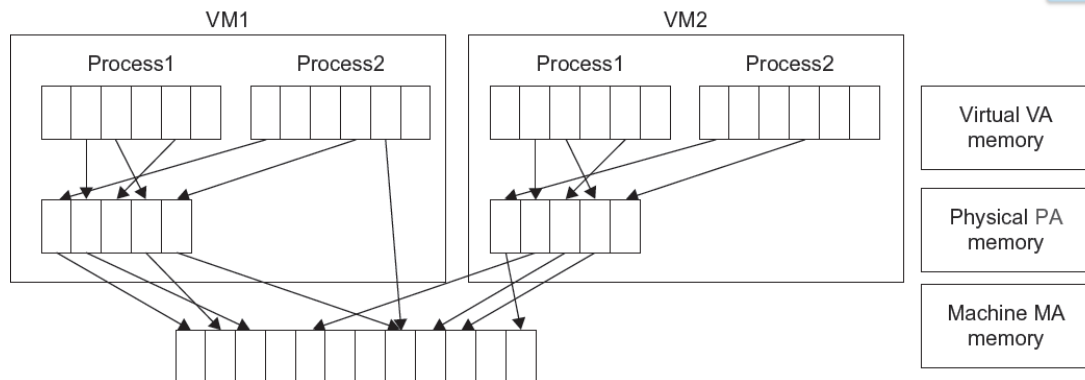 VM1
VM2
Process1
Process2
Process1
Process2
Virtual VA
memory
Physical PA
memory
Machine MA
memory